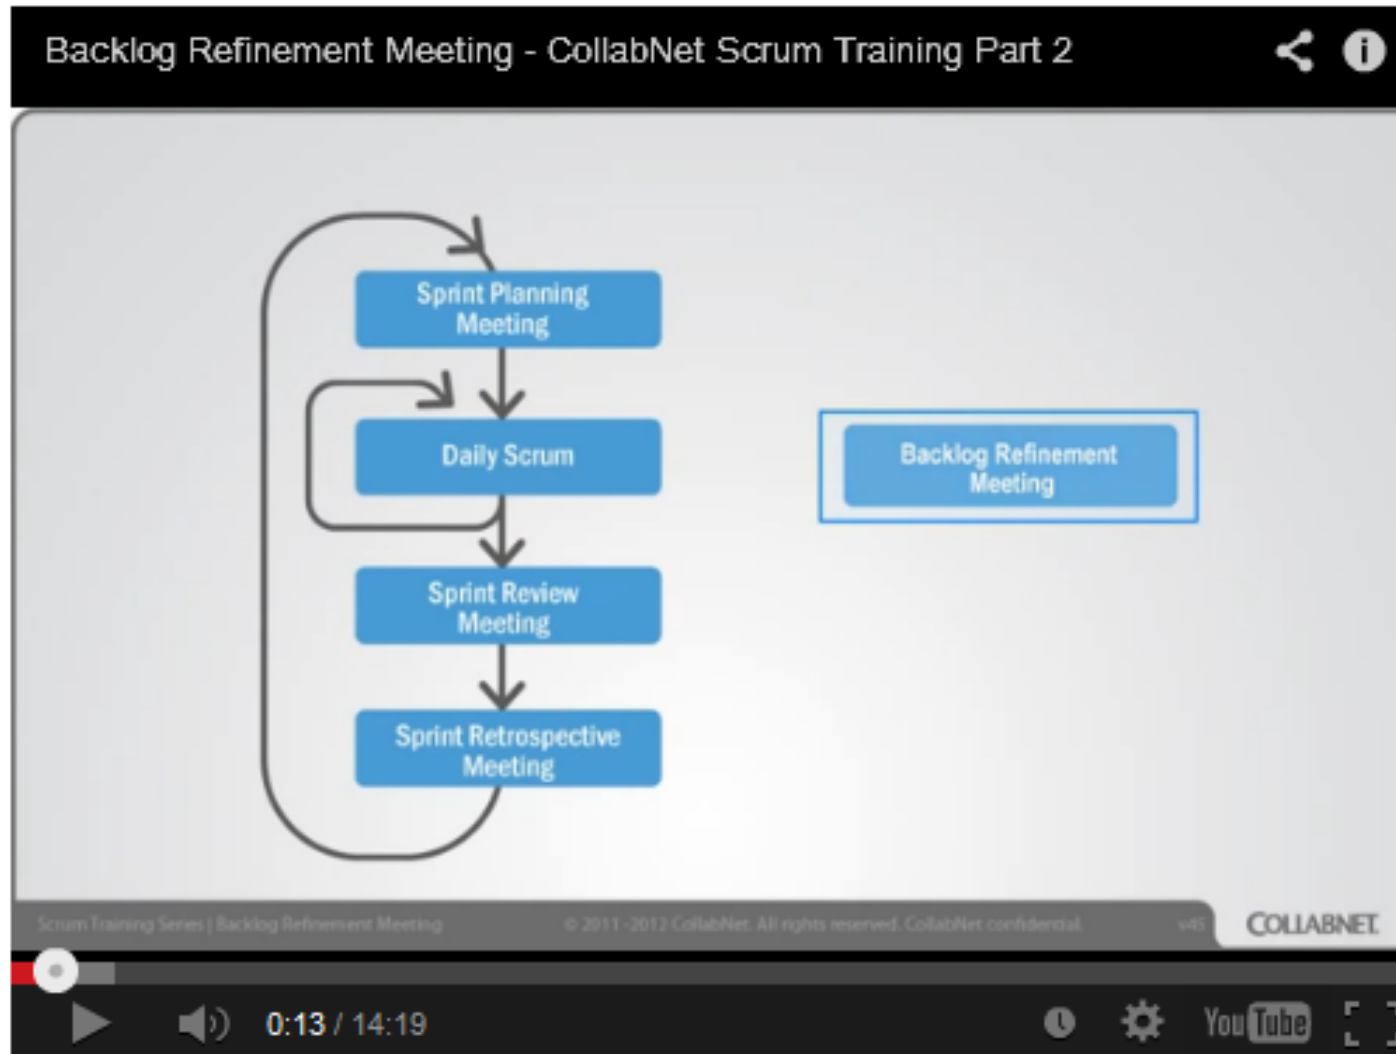 Backlog Refinement Meeting - CollabNet Scrum Training Part 2
Sprint Planning
Meeting
Daily Scrum
Backlog Refinement
Meeting
Sprint Review
Meeting
Sprint Retrospective
Meeting
Scrum Training Series | Backlog Refinement Meeting
© 2011 -2012 CollabNet. All rights reserved. CollabNet confidential.
v45
COLLABNET
0:13 / 14:19
YouTube